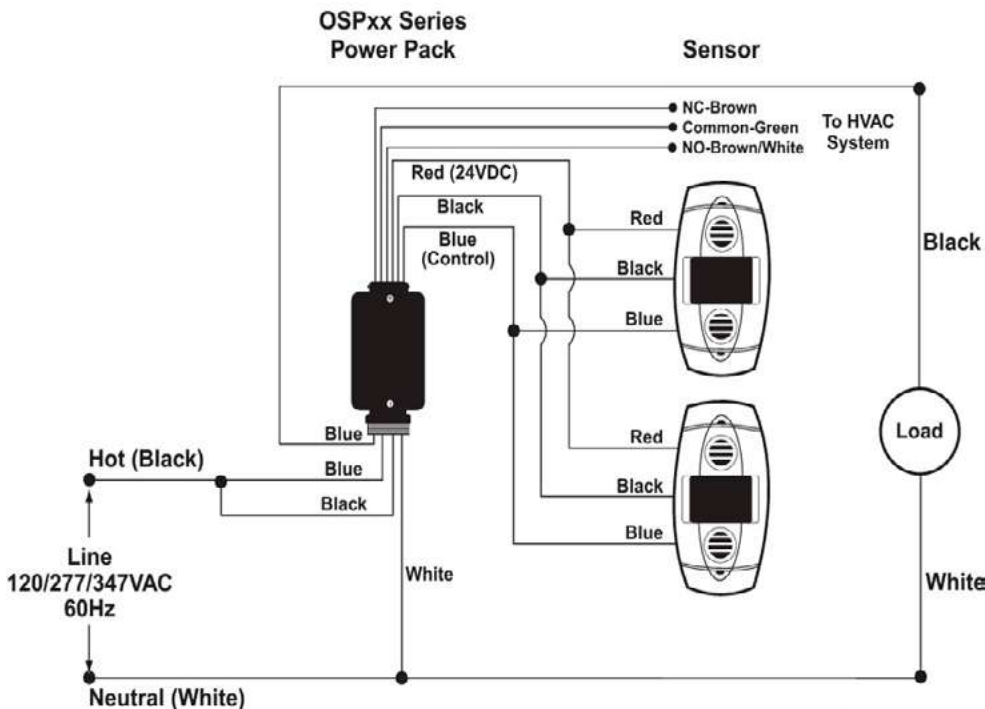 OSPxx Series
Power Pack
Sensor
NC-Brown
Common-Green
NO-Brown/White
To HVAC
System
Red (24VDC)
Black
Blue
(Control)
Red
Black
Blue
Black
Blue
Hot (Black)
Blue
Black
Line
120/277/347VAC
60Hz
White
Red
Black
Blue
Load
White
Neutral (White)